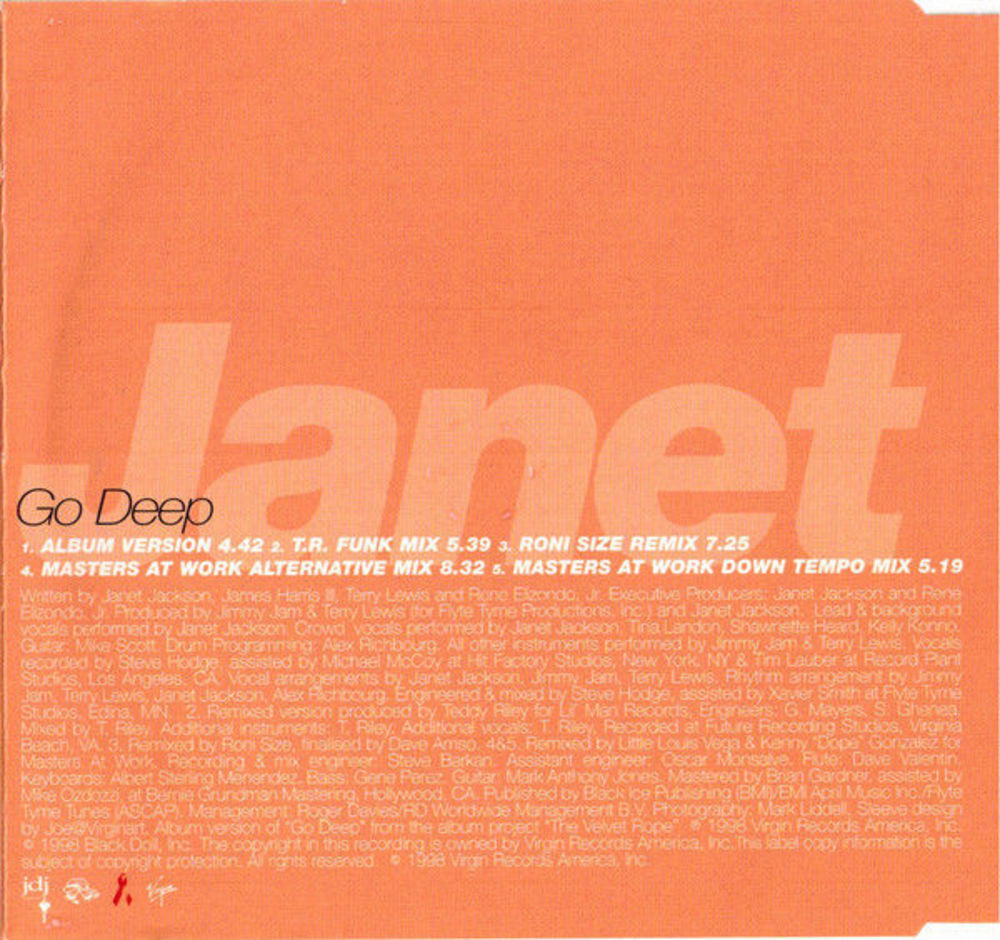 Janet
Go Deep
1. ALBUM VERSION 4.42 2. T.R. FUNK MIX 5.39 3. RONI SIZE REMIX 7.25
4. MASTERS AT WORK ALTERNATIVE MIX 8.32 5. MASTERS AT WORK DOWN TEMPO MIX 5.19
Written by Janet Jackson, James Harris III, Terry Lewis and Rene Elizondo, Jr. Executive Producers: Janet Jackson and Rene
Elizondo, Jr. Produced by Jimmy Jam & Terry Lewis (for Flyte Tyme Productions, Inc.) and Janet Jackson. Lead & background
vocals performed by Janet Jackson. Crowd vocals performed by Janet Jackson, Tina Landon, Shawnette Heard, Kelly Konno.
Guitar: Mike Scott. Drum Programming: Alex Richbourg. All other instruments performed by Jimmy Jam & Terry Lewis. Vocals
recorded by Steve Hodge, assisted by Michael McCoy at Hit Factory Studios, New York, NY & Tim Lauber at Record Plant
Studios, Los Angeles, CA. Vocal arrangements by Janet Jackson, Jimmy Jam, Terry Lewis. Rhythm arrangement by Jimmy
Jam, Terry Lewis, Janet Jackson, Alex Richbourg. Engineered & mixed by Steve Hodge, assisted by Xavier Smith at Flyte Tyme
Studios, Edina, MN. 2. Remixed version produced by Teddy Riley for Lil' Man Records. Engineers: G. Mayers, S. Ghanea.
Mixed by T. Riley. Additional instruments: T. Riley. Additional vocals: T. Riley. Recorded at Future Recording Studios, Virginia
Beach, VA. 3. Remixed by Roni Size, finalised by Dave Amso. 4&5. Remixed by Little Louis Vega & Kenny "Dope" Gonzalez for
Masters At Work. Recording & mix engineer: Steve Barkan. Assistant engineer: Oscar Monsalve. Flute: Dave Valentin.
Keyboards: Albert Sterling Menendez. Bass: Gene Perez. Guitar: Mark Anthony Jones. Mastered by Brian Gardner, assisted by
Mike Ozdozzi, at Bernie Grundman Mastering, Hollywood, CA. Published by Black Ice Publishing (BMI)/EMI April Music Inc./Flyte
Tyme Tunes (ASCAP). Management: Roger Davies/RD Worldwide Management B.V. Photography: Mark Liddell. Sleeve design
by Joe@Virginart. Album version of "Go Deep" from the album project "The Velvet Rope". ℗ 1998 Virgin Records America, Inc.
© 1998 Black Doll, Inc. The copyright in this recording is owned by Virgin Records America, Inc. This label copy information is the
subject of copyright protection. All rights reserved. © 1998 Virgin Records America, Inc.
jdj Virgin